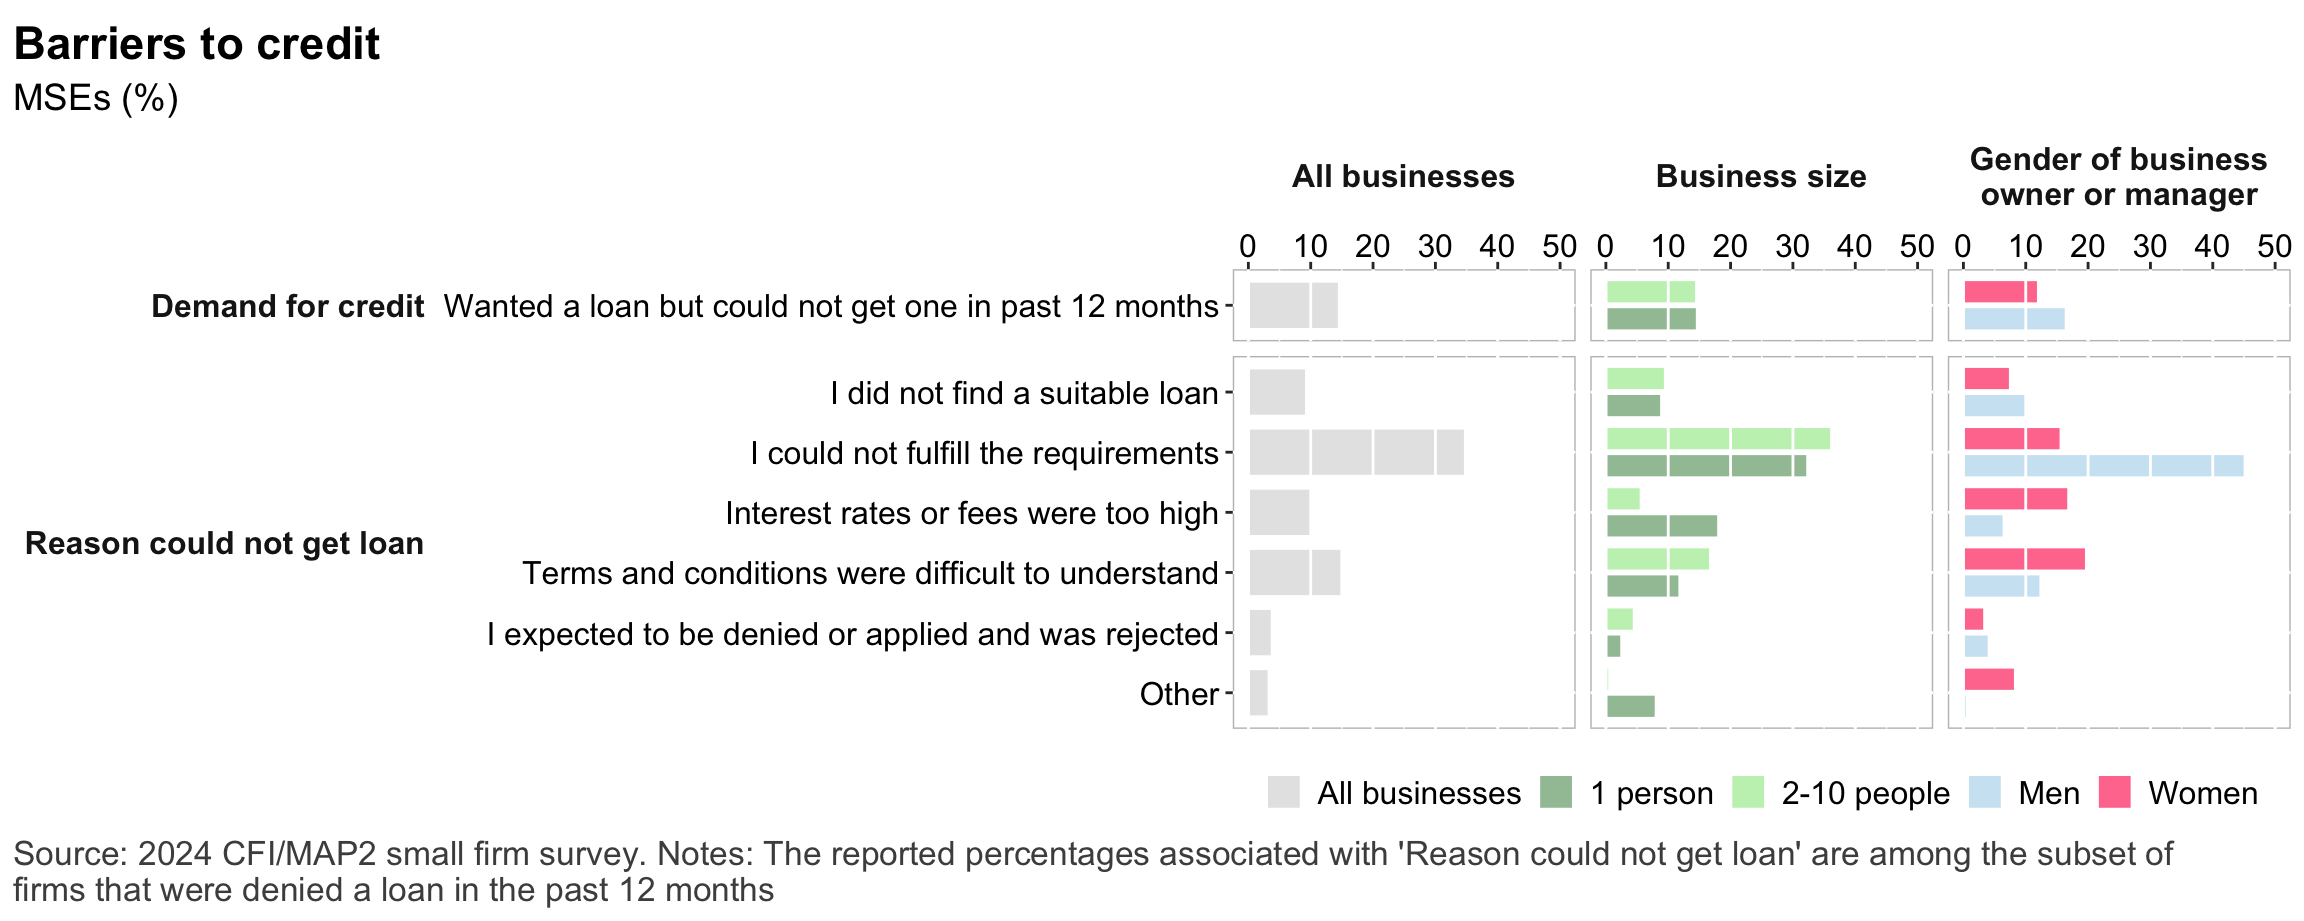 Barriers to credit
MSEs (%)
All businesses
Business size
Gender of business
owner or manager
0 10 20 30 40 50 0 10 20 30 40 50 0 10 20 30 40 50
Demand for credit Wanted a loan but could not get one in past 12 months
I did not find a suitable loan
I could not fulfill the requirements
Interest rates or fees were too high
Reason could not get loan
Terms and conditions were difficult to understand
I expected to be denied or applied and was rejected
Other
All businesses 1 person 2-10 people Men Women
Source: 2024 CFI/MAP2 small firm survey. Notes: The reported percentages associated with 'Reason could not get loan' are among the subset of
firms that were denied a loan in the past 12 months